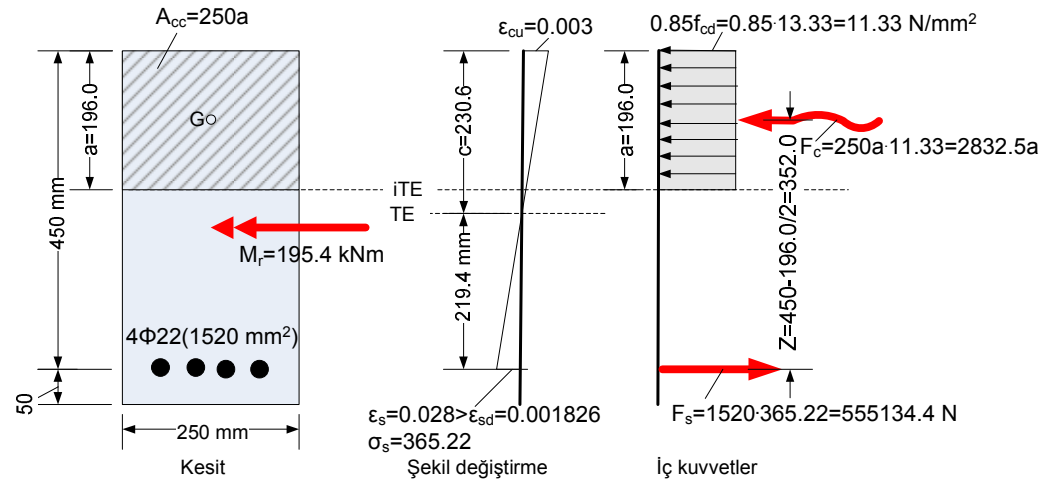 A_cc=250a
a=196.0
450 mm
G
M_r=195.4 kNm
4Φ22(1520 mm²)
50
250 mm
Kesit
ε_cu=0.003
c=230.6
iTE
TE
219.4 mm
ε_s=0.028>ε_sd=0.001826
σ_s=365.22
Şekil değiştirme
0.85f_cd=0.85·13.33=11.33 N/mm²
a=196.0
F_c=250a·11.33=2832.5a
Z=450-196.0/2=352.0
F_s=1520·365.22=555134.4 N
İç kuvvetler